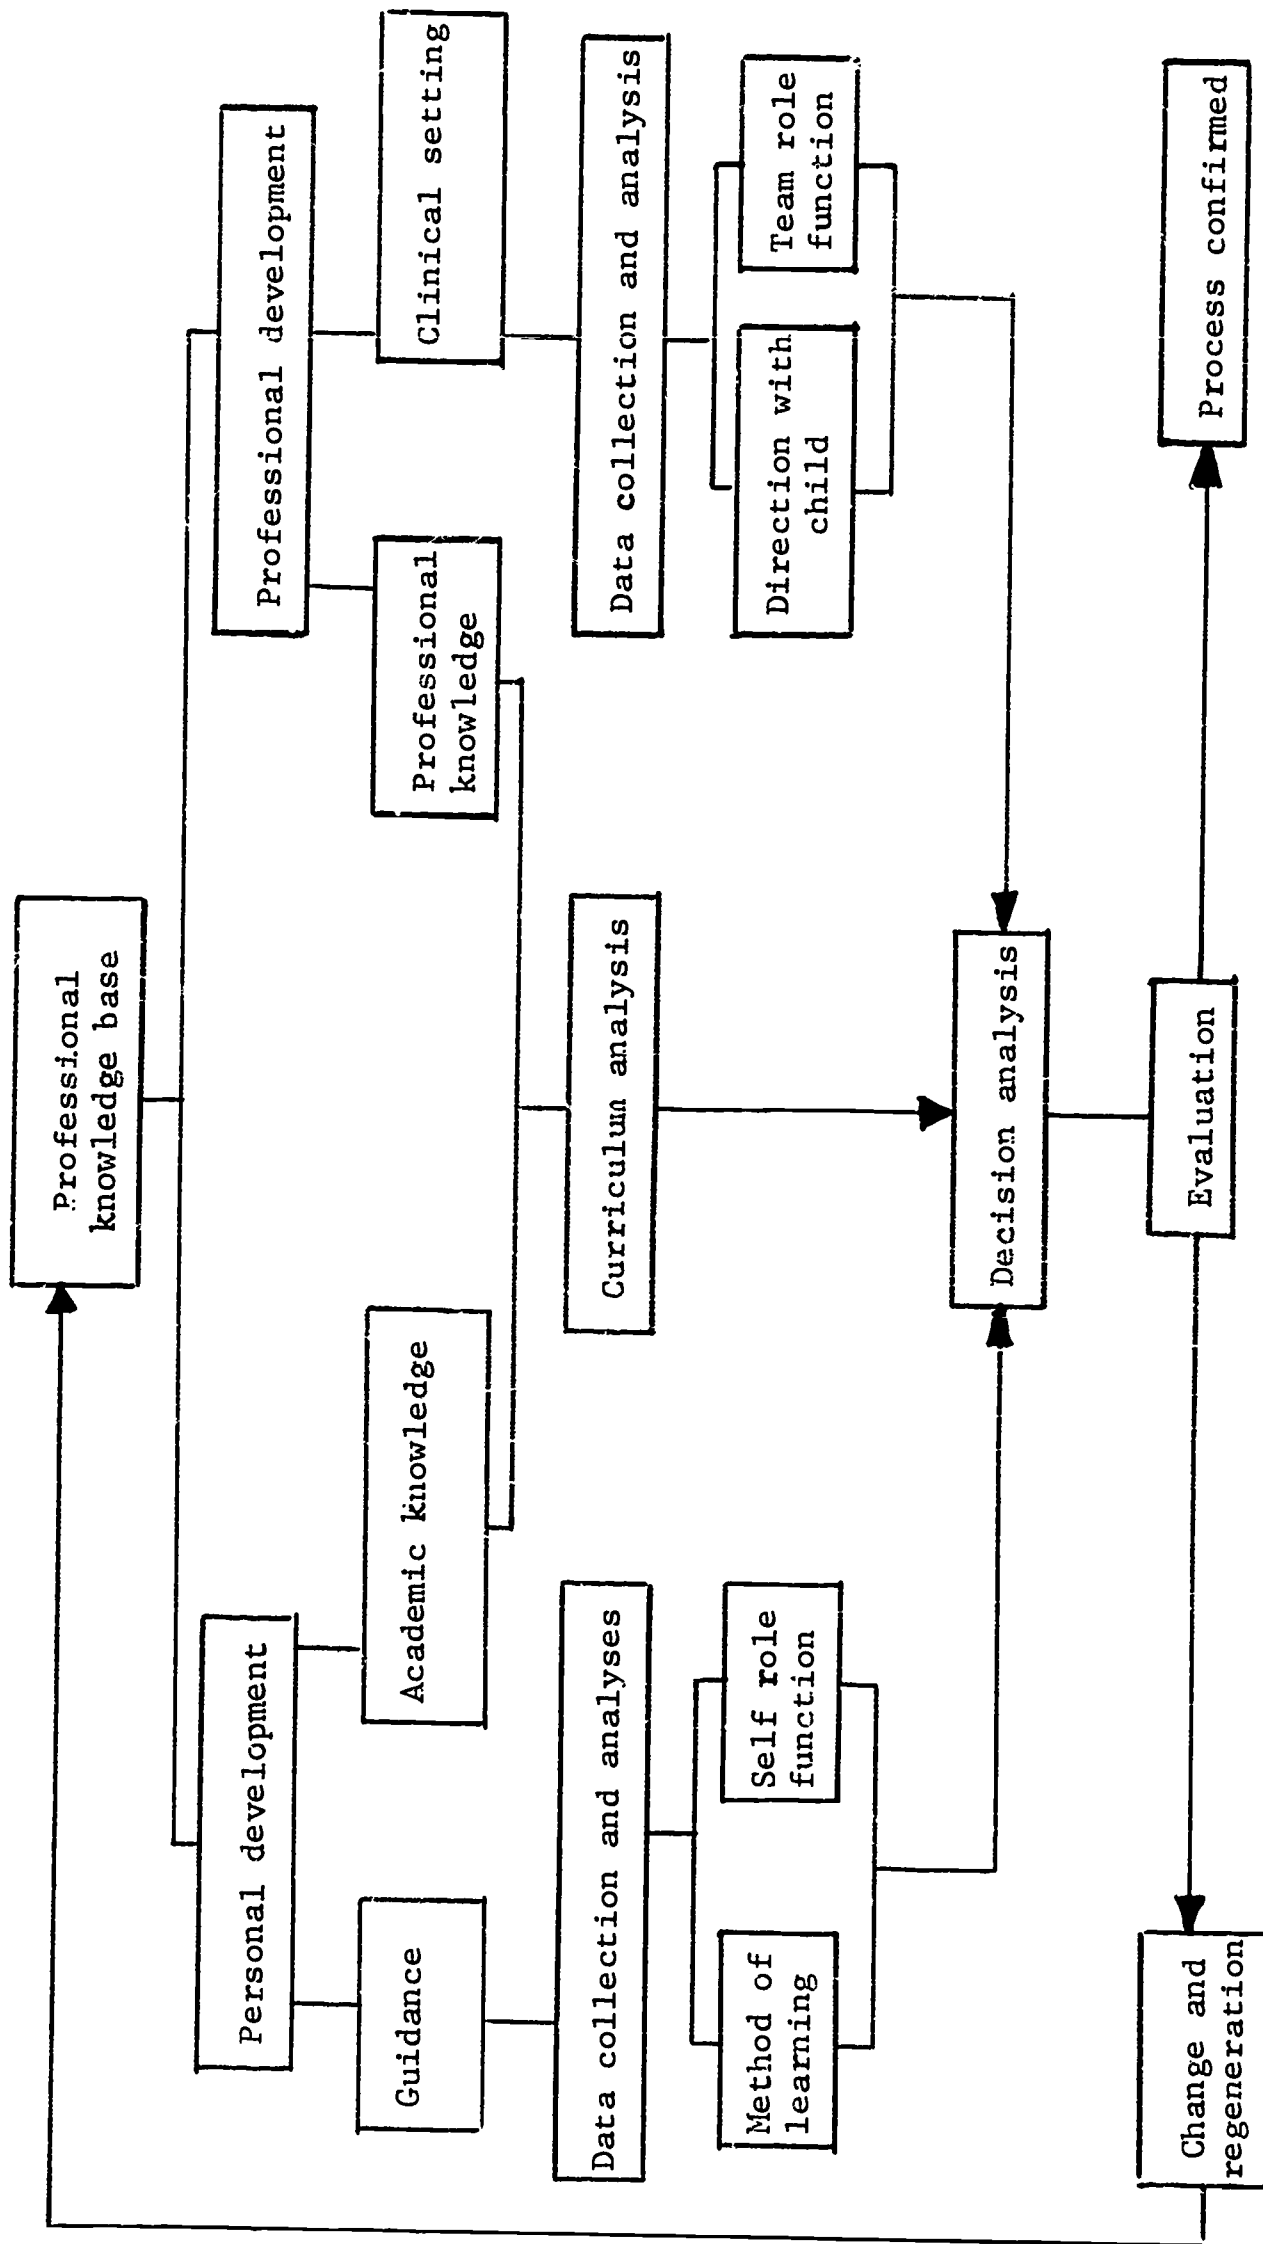 Professional
knowledge base
Personal development
Professional development
Guidance
Academic knowledge
Professional
knowledge
Clinical setting
Data collection and analyses
Curriculum analysis
Data collection and analysis
Method of
learning
Self role
function
Direction with
child
Team role
function
Decision analysis
Change and
regeneration
Evaluation
Process confirmed